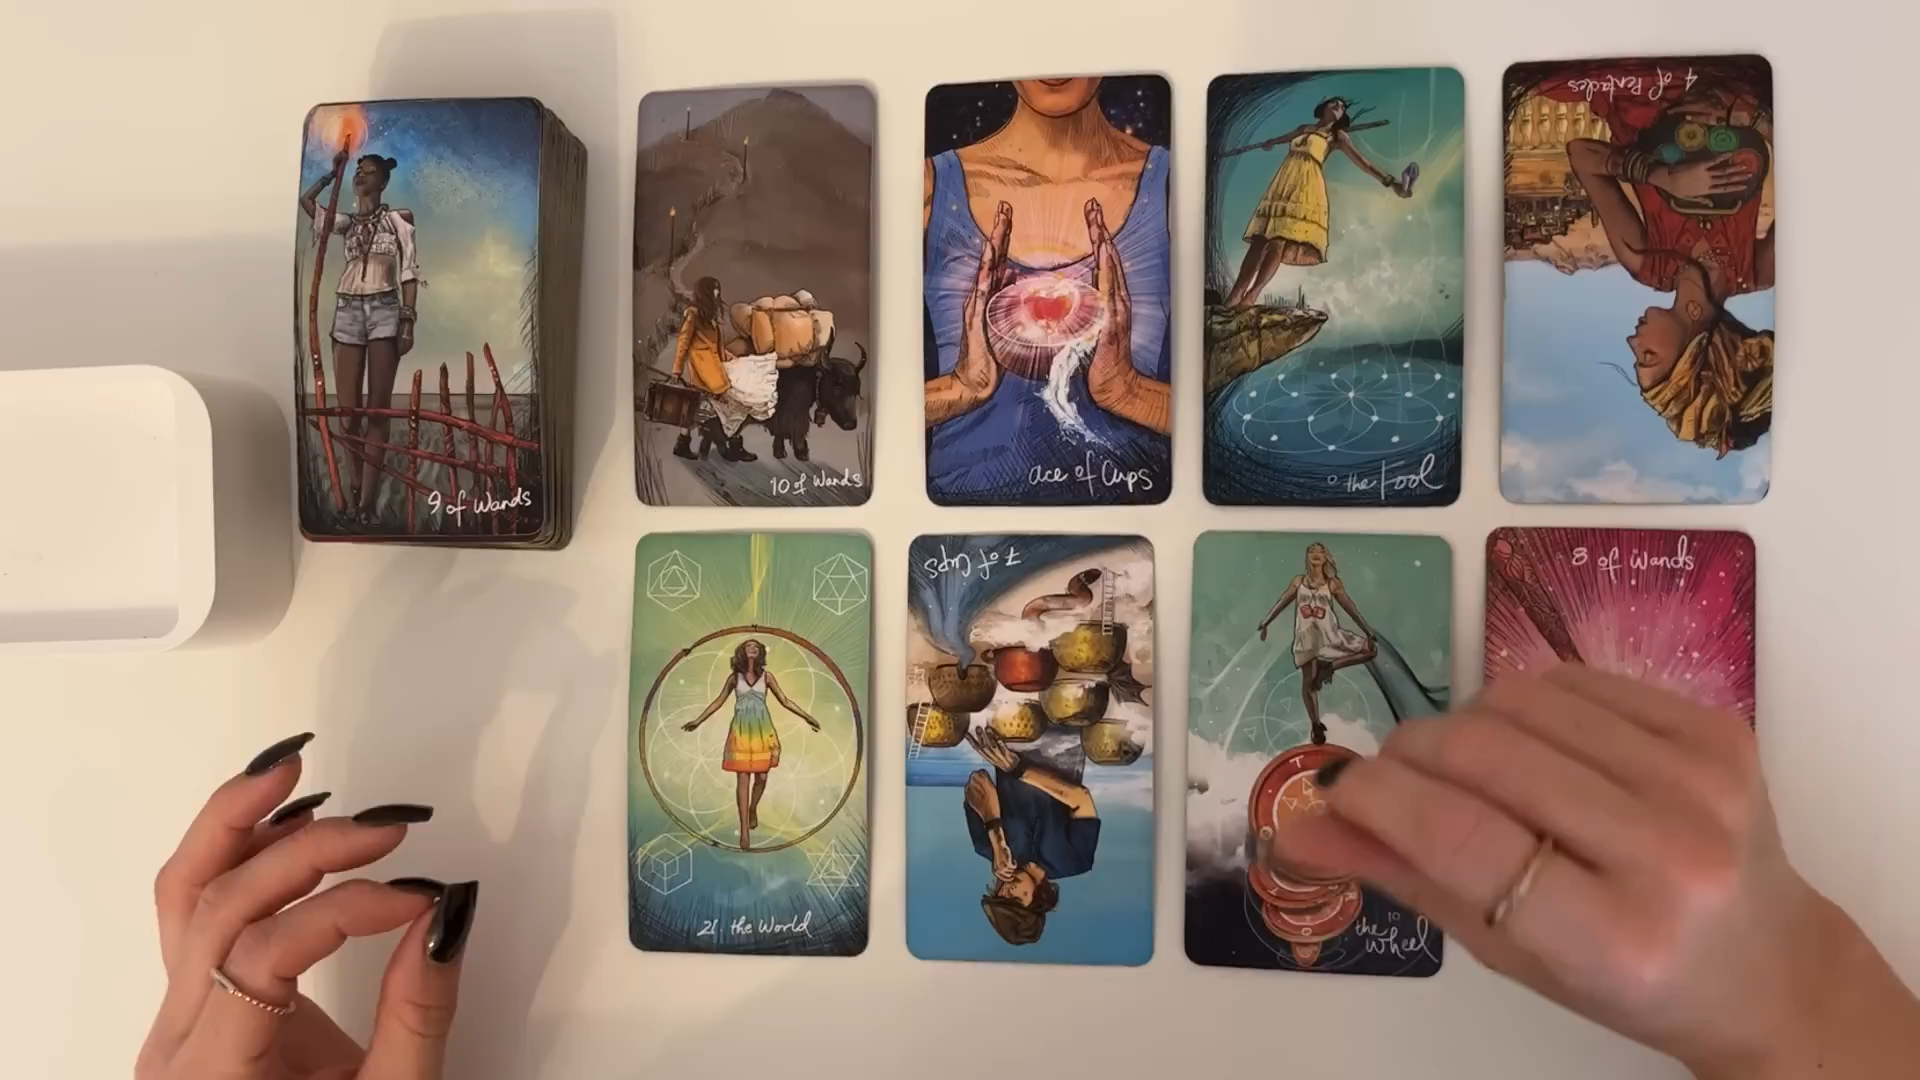 9 of Wands
10 of Wands
ace of Cups
0 the Fool
4 of Pentacles
21. the World
7 of Cups
10
the Wheel
8 of Wands